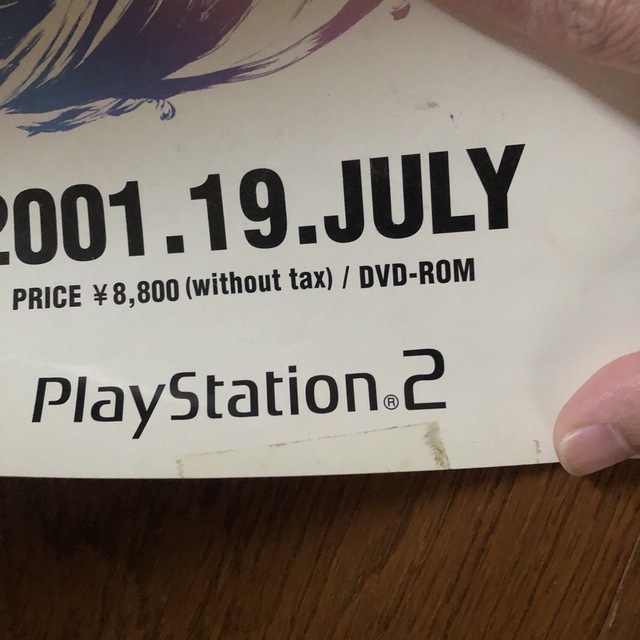 2001.19.JULY
PRICE ¥8,800 (without tax) / DVD-ROM
PlayStation®2